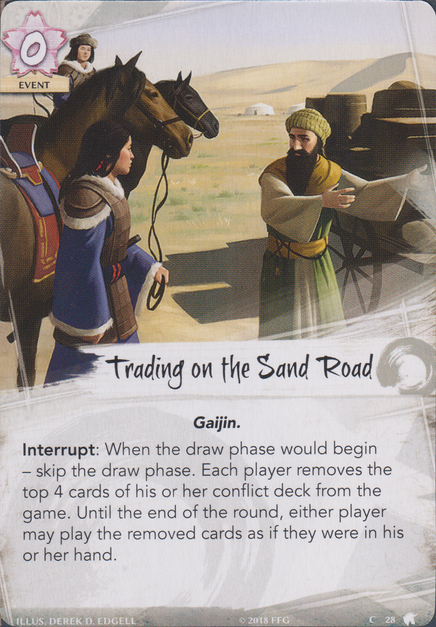 0
EVENT
Trading on the Sand Road
Gaijin.
Interrupt: When the draw phase would begin
– skip the draw phase. Each player removes the
top 4 cards of his or her conflict deck from the
game. Until the end of the round, either player
may play the removed cards as if they were in his
or her hand.
ILLUS. DEREK D. EDGELL © 2018 FFG C 28